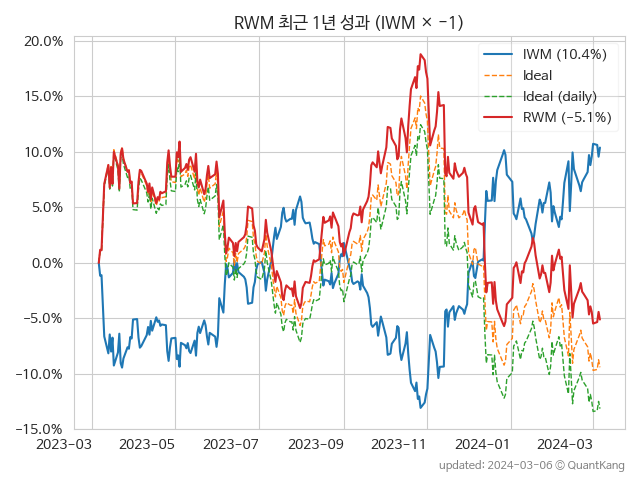 RWM 최근 1년 성과 (IWM × −1)
20.0%
15.0%
10.0%
5.0%
0.0%
−5.0%
−10.0%
−15.0%
IWM (10.4%)
Ideal
Ideal (daily)
RWM (−5.1%)
2023−03 2023−05 2023−07 2023−09 2023−11 2024−01 2024−03
updated: 2024−03−06 ⓒ QuantKang